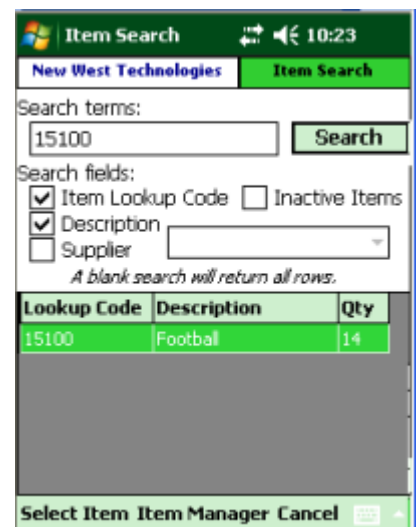 Item Search 10:23
New West Technologies Item Search
Search terms:
15100 Search
Search fields:
Item Lookup Code Inactive Items
Description
Supplier
A blank search will return all rows.
Lookup Code Description Qty
15100 Football 14
Select Item Item Manager Cancel